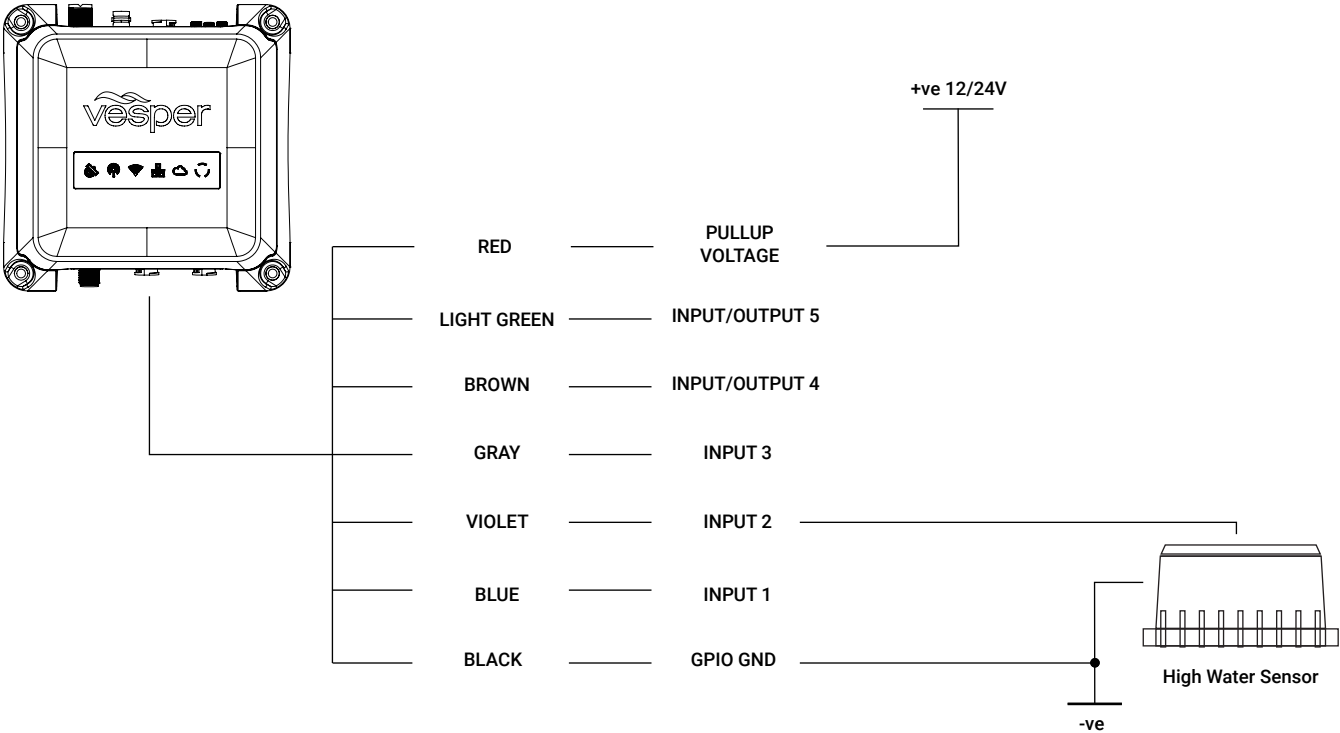 vesper
+ve 12/24V
RED
PULLUP
VOLTAGE
LIGHT GREEN
INPUT/OUTPUT 5
BROWN
INPUT/OUTPUT 4
GRAY
INPUT 3
VIOLET
INPUT 2
BLUE
INPUT 1
BLACK
GPIO GND
High Water Sensor
-ve